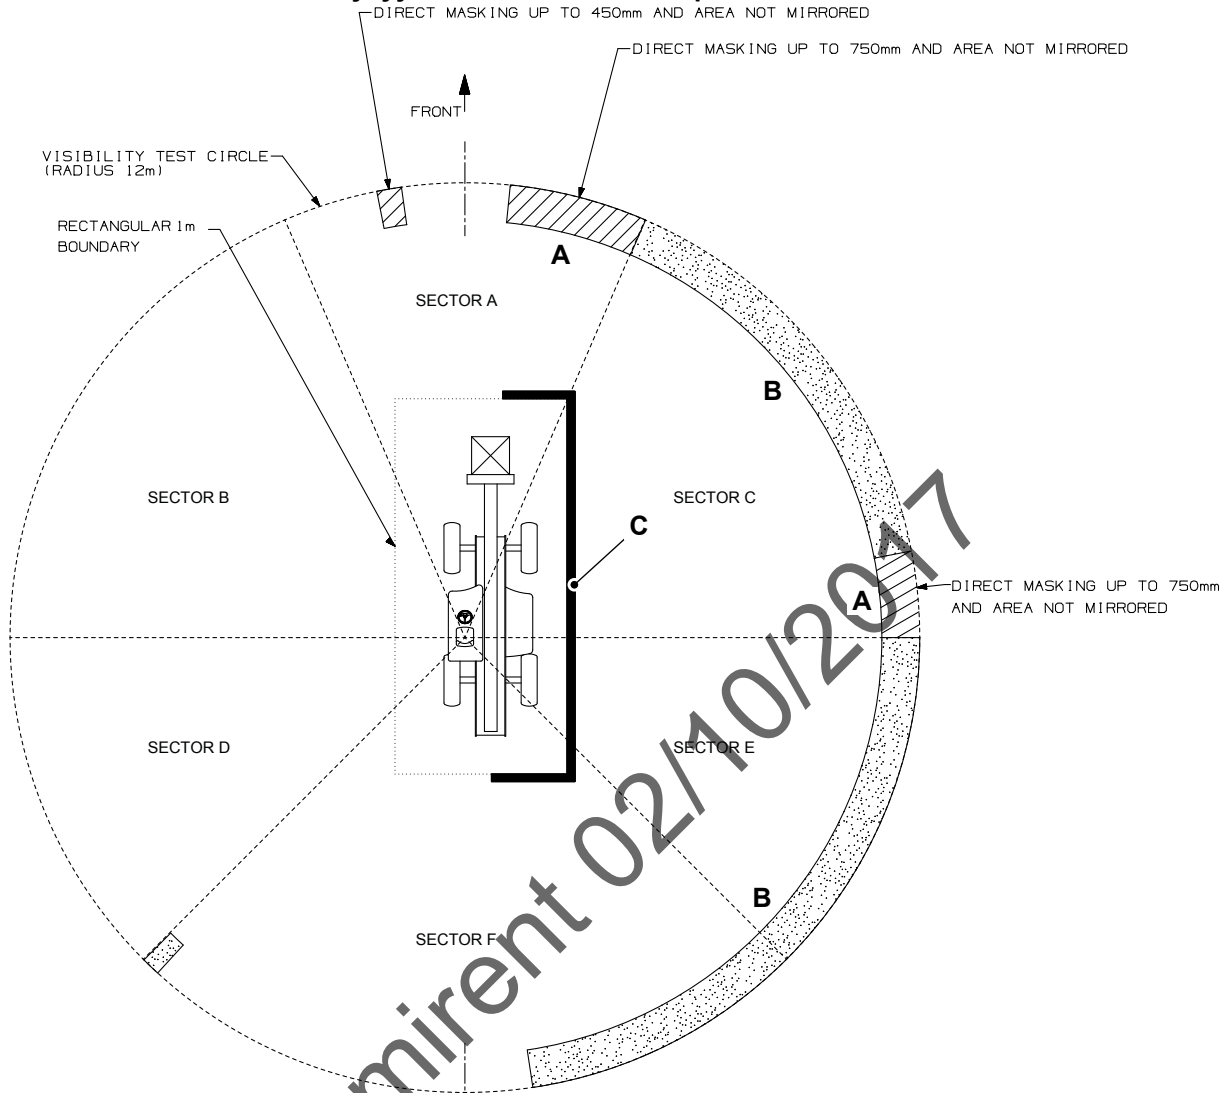 DIRECT MASKING UP TO 450mm AND AREA NOT MIRRORED
DIRECT MASKING UP TO 750mm AND AREA NOT MIRRORED
FRONT
VISIBILITY TEST CIRCLE
(RADIUS 12m)
RECTANGULAR 1m
BOUNDARY
A
SECTOR A
B
SECTOR B
SECTOR C
C
DIRECT MASKING UP TO 750mm
AND AREA NOT MIRRORED
A
SECTOR D
SECTOR E
B
SECTOR F
mirent 02/10/2017